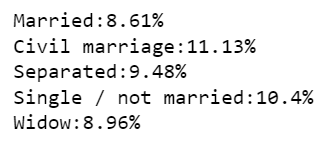 Married:8.61%
Civil marriage:11.13%
Separated:9.48%
Single / not married:10.4%
Widow:8.96%